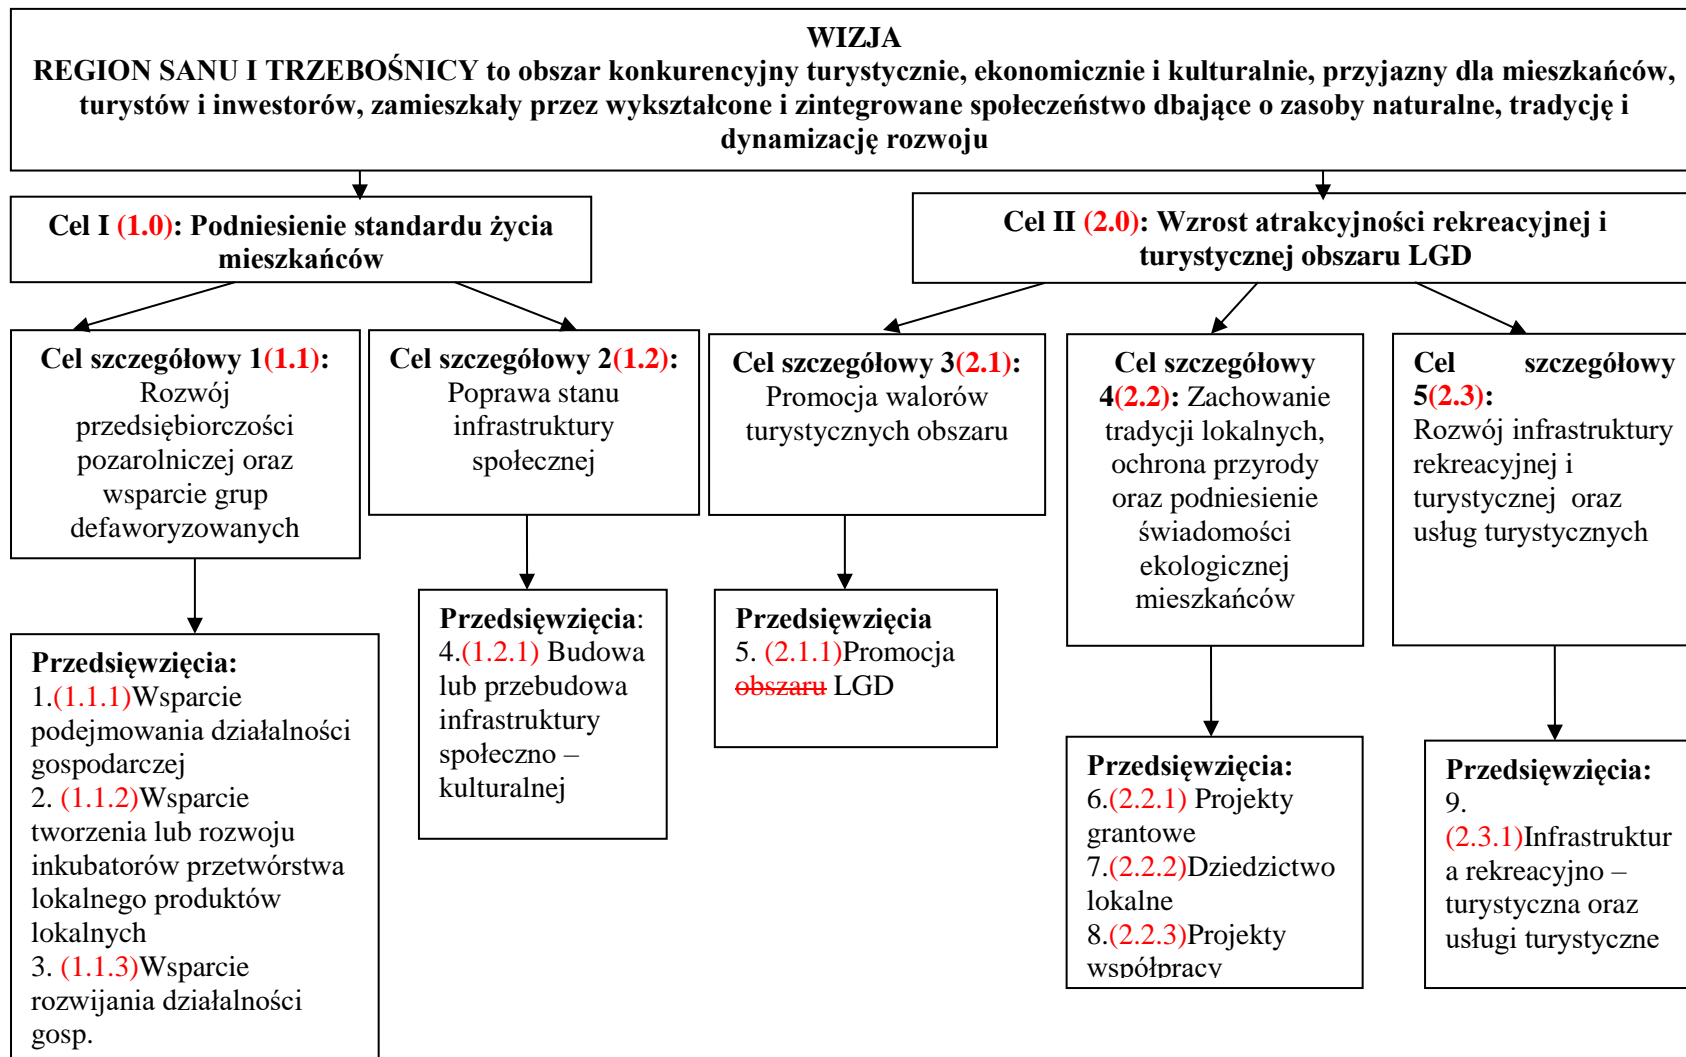 WIZJA
REGION SANU I TRZEBOŚNICY to obszar konkurencyjny turystycznie, ekonomicznie i kulturalnie, przyjazny dla mieszkańców,
turystów i inwestorów, zamieszkały przez wykształcone i zintegrowane społeczeństwo dbające o zasoby naturalne, tradycję i
dynamizację rozwoju
Cel I (1.0): Podniesienie standardu życia
mieszkańców
Cel II (2.0): Wzrost atrakcyjności rekreacyjnej i
turystycznej obszaru LGD
Cel szczegółowy 1(1.1):
Rozwój
przedsiębiorczości
pozarolniczej oraz
wsparcie grup
defaworyzowanych
Cel szczegółowy 2(1.2):
Poprawa stanu
infrastruktury
społecznej
Cel szczegółowy 3(2.1):
Promocja walorów
turystycznych obszaru
Cel szczegółowy
4(2.2): Zachowanie
tradycji lokalnych,
ochrona przyrody
oraz podniesienie
świadomości
ekologicznej
mieszkańców
Cel szczegółowy
5(2.3):
Rozwój infrastruktury
rekreacyjnej i
turystycznej oraz
usług turystycznych
Przedsięwzięcia:
1.(1.1.1)Wsparcie
podejmowania działalności
gospodarczej
2. (1.1.2)Wsparcie
tworzenia lub rozwoju
inkubatorów przetwórstwa
lokalnego produktów
lokalnych
3. (1.1.3)Wsparcie
rozwijania działalności
gosp.
Przedsięwzięcia:
4.(1.2.1) Budowa
lub przebudowa
infrastruktury
społeczno –
kulturalnej
Przedsięwzięcia
5. (2.1.1)Promocja
obszaru LGD
Przedsięwzięcia:
6.(2.2.1) Projekty
grantowe
7.(2.2.2)Dziedzictwo
lokalne
8.(2.2.3)Projekty
współpracy
Przedsięwzięcia:
9.
(2.3.1)Infrastruktur
a rekreacyjno –
turystyczna oraz
usługi turystyczne